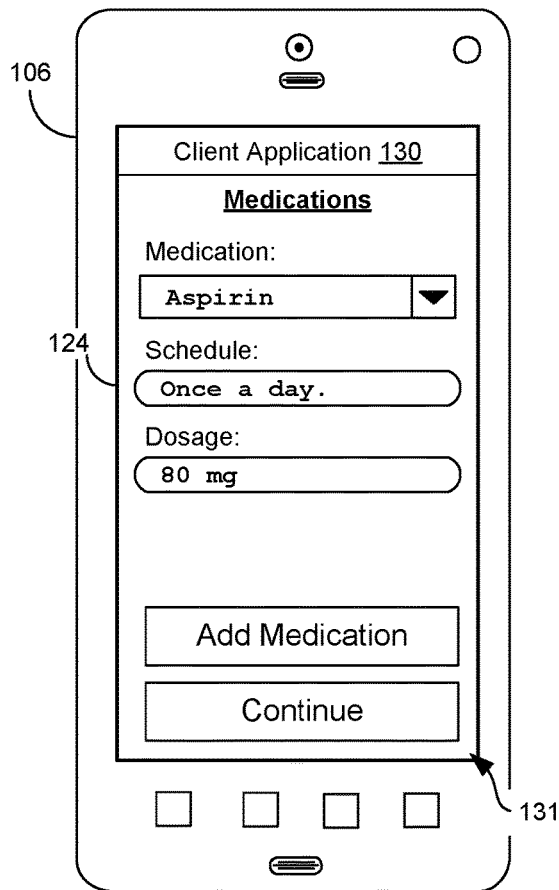 106
Client Application 130
Medications
Medication:
Aspirin
124
Schedule:
Once a day.
Dosage:
80 mg
Add Medication
Continue
131